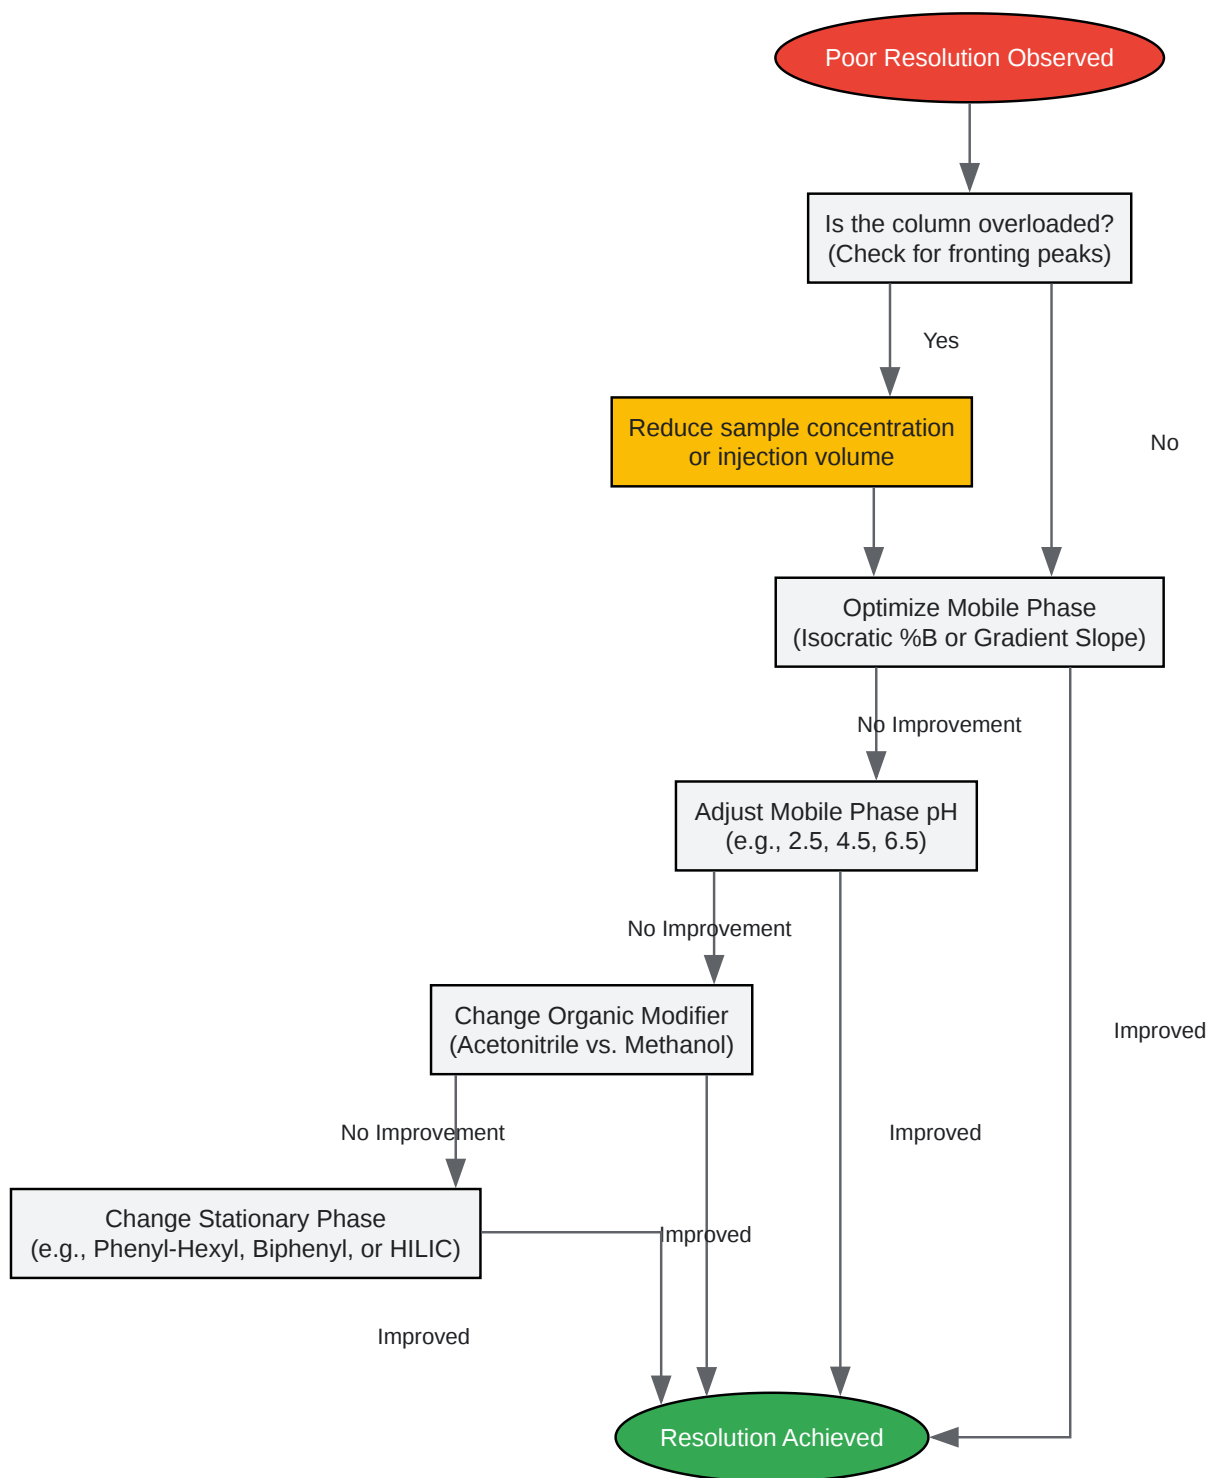 Poor Resolution Observed
Is the column overloaded?
(Check for fronting peaks)
Yes
Reduce sample concentration
or injection volume
No
Optimize Mobile Phase
(Isocratic %B or Gradient Slope)
No Improvement
Adjust Mobile Phase pH
(e.g., 2.5, 4.5, 6.5)
No Improvement
Change Organic Modifier
(Acetonitrile vs. Methanol)
Improved
No Improvement
Improved
Change Stationary Phase
(e.g., Phenyl-Hexyl, Biphenyl, or HILIC)
Improved
Improved
Resolution Achieved